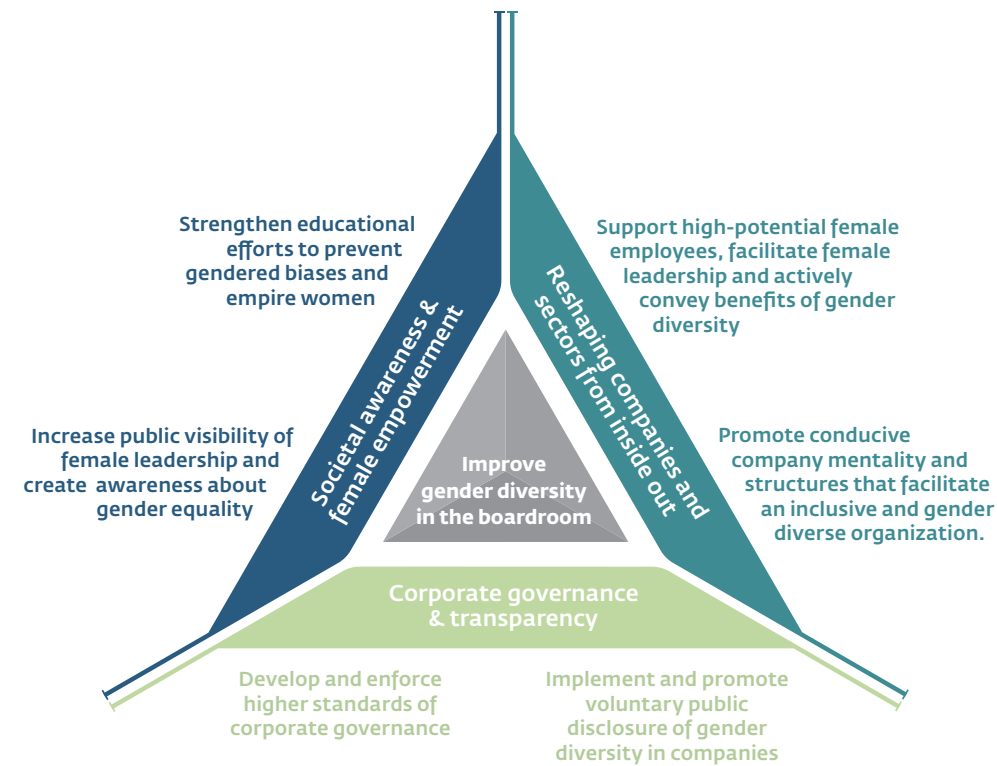 Strengthen educational
efforts to prevent
gendered biases and
empire women
Support high-potential female
employees, facilitate female
leadership and actively
convey benefits of gender
diversity
Societal awareness &
female empowerment
Reshaping companies and
sectors from inside out
Increase public visibility of
female leadership and
create awareness about
gender equality
Improve
gender diversity
in the boardroom
Promote conducive
company mentality and
structures that facilitate
an inclusive and gender
diverse organization.
Corporate governance
& transparency
Develop and enforce
higher standards of
corporate governance
Implement and promote
voluntary public
disclosure of gender
diversity in companies